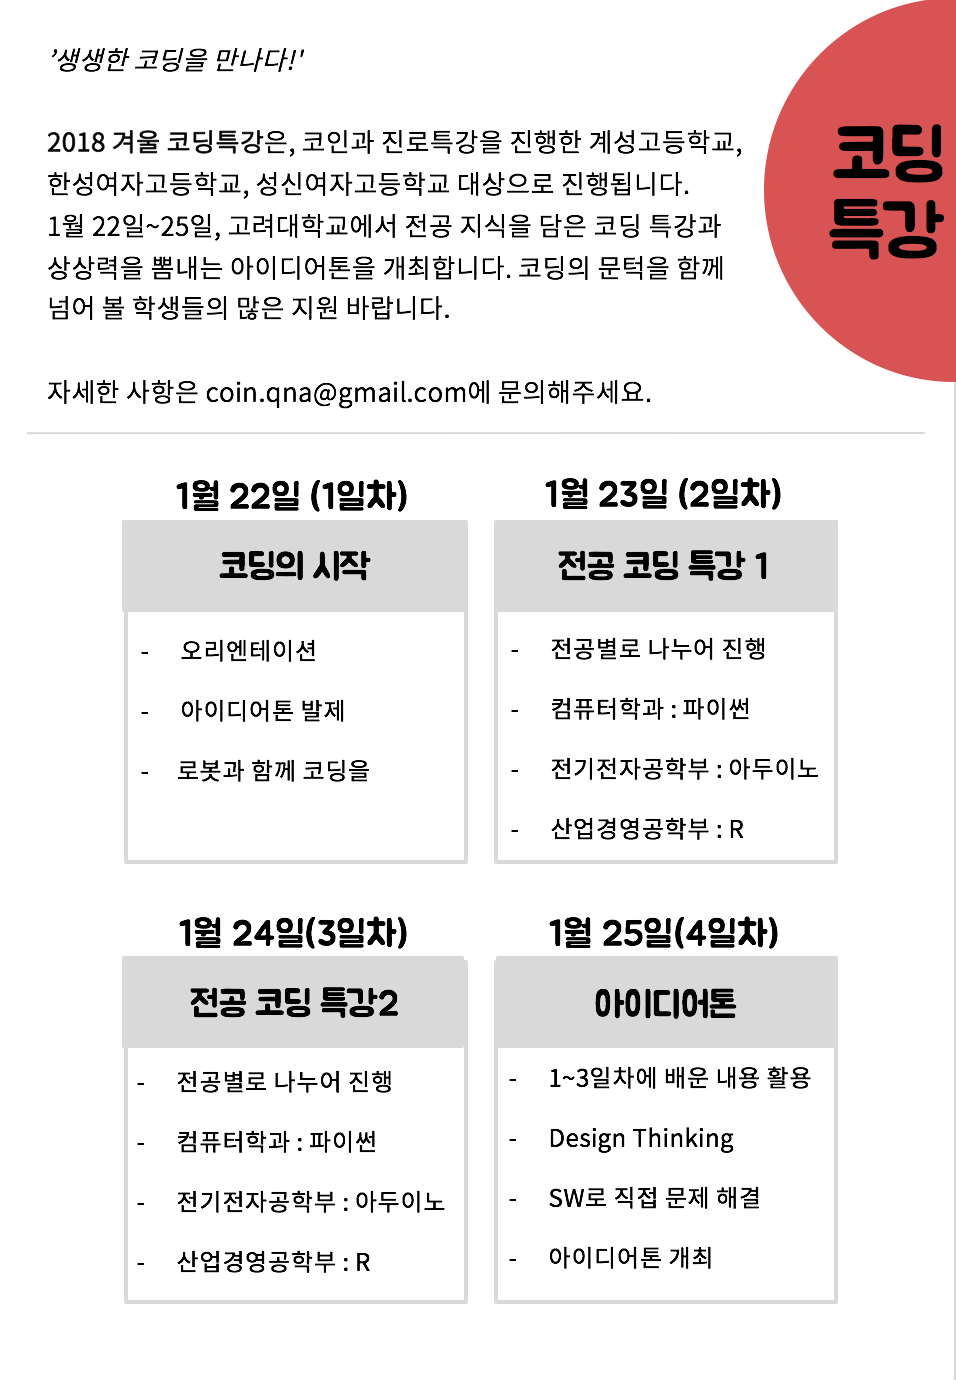 '생생한 코딩을 만나다!'
코딩
특강
2018 겨울 코딩특강은, 코인과 진로특강을 진행한 계성고등학교,
한성여자고등학교, 성신여자고등학교 대상으로 진행됩니다.
1월 22일~25일, 고려대학교에서 전공 지식을 담은 코딩 특강과
상상력을 뽐내는 아이디어톤을 개최합니다. 코딩의 문턱을 함께
넘어 볼 학생들의 많은 지원 바랍니다.
자세한 사항은 coin.qna@gmail.com에 문의해주세요.
1월 22일 (1일차)
코딩의 시작
- 오리엔테이션
- 아이디어톤 발제
- 로봇과 함께 코딩을
1월 23일 (2일차)
전공 코딩 특강 1
- 전공별로 나누어 진행
- 컴퓨터학과 : 파이썬
- 전기전자공학부 : 아두이노
- 산업경영공학부 : R
1월 24일(3일차)
전공 코딩 특강2
- 전공별로 나누어 진행
- 컴퓨터학과 : 파이썬
- 전기전자공학부 : 아두이노
- 산업경영공학부 : R
1월 25일(4일차)
아이디어톤
- 1~3일차에 배운 내용 활용
- Design Thinking
- SW로 직접 문제 해결
- 아이디어톤 개최